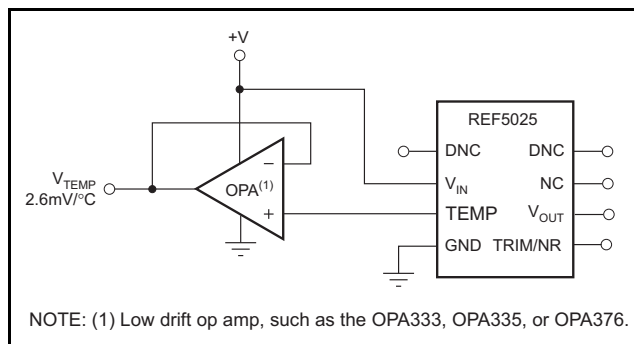 +V
REF5025
DNC
DNC
V_TEMP
2.6mV/°C
OPA(1)
−
+
V_IN
NC
TEMP
V_OUT
GND
TRIM/NR
NOTE: (1) Low drift op amp, such as the OPA333, OPA335, or OPA376.